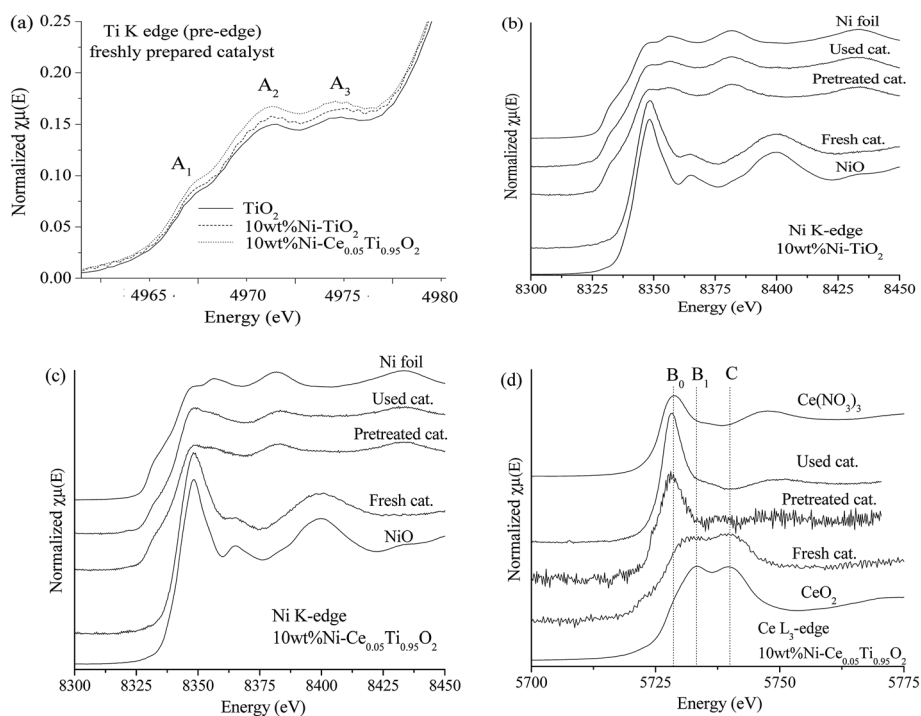 (a)
Ti K edge (pre-edge)
freshly prepared catalyst
A1
A2
A3
TiO2
10wt%Ni-TiO2
10wt%Ni-Ce0.05Ti0.95O2
0.25
0.20
0.15
0.10
0.05
0.00
Normalized χμ(E)
4965 4970 4975 4980
Energy (eV)
(b)
Ni foil
Used cat.
Pretreated cat.
Fresh cat.
NiO
Ni K-edge
10wt%Ni-TiO2
Normalized χμ(E)
8300 8325 8350 8375 8400 8425 8450
Energy (eV)
(c)
Ni foil
Used cat.
Pretreated cat.
Fresh cat.
NiO
Ni K-edge
10wt%Ni-Ce0.05Ti0.95O2
Normalized χμ(E)
8300 8325 8350 8375 8400 8425 8450
Energy (eV)
(d)
B0 B1 C
Ce(NO3)3
Used cat.
Pretreated cat.
Fresh cat.
CeO2
Ce L3-edge
10wt%Ni-Ce0.05Ti0.95O2
Normalized χμ(E)
5700 5725 5750 5775
Energy (eV)